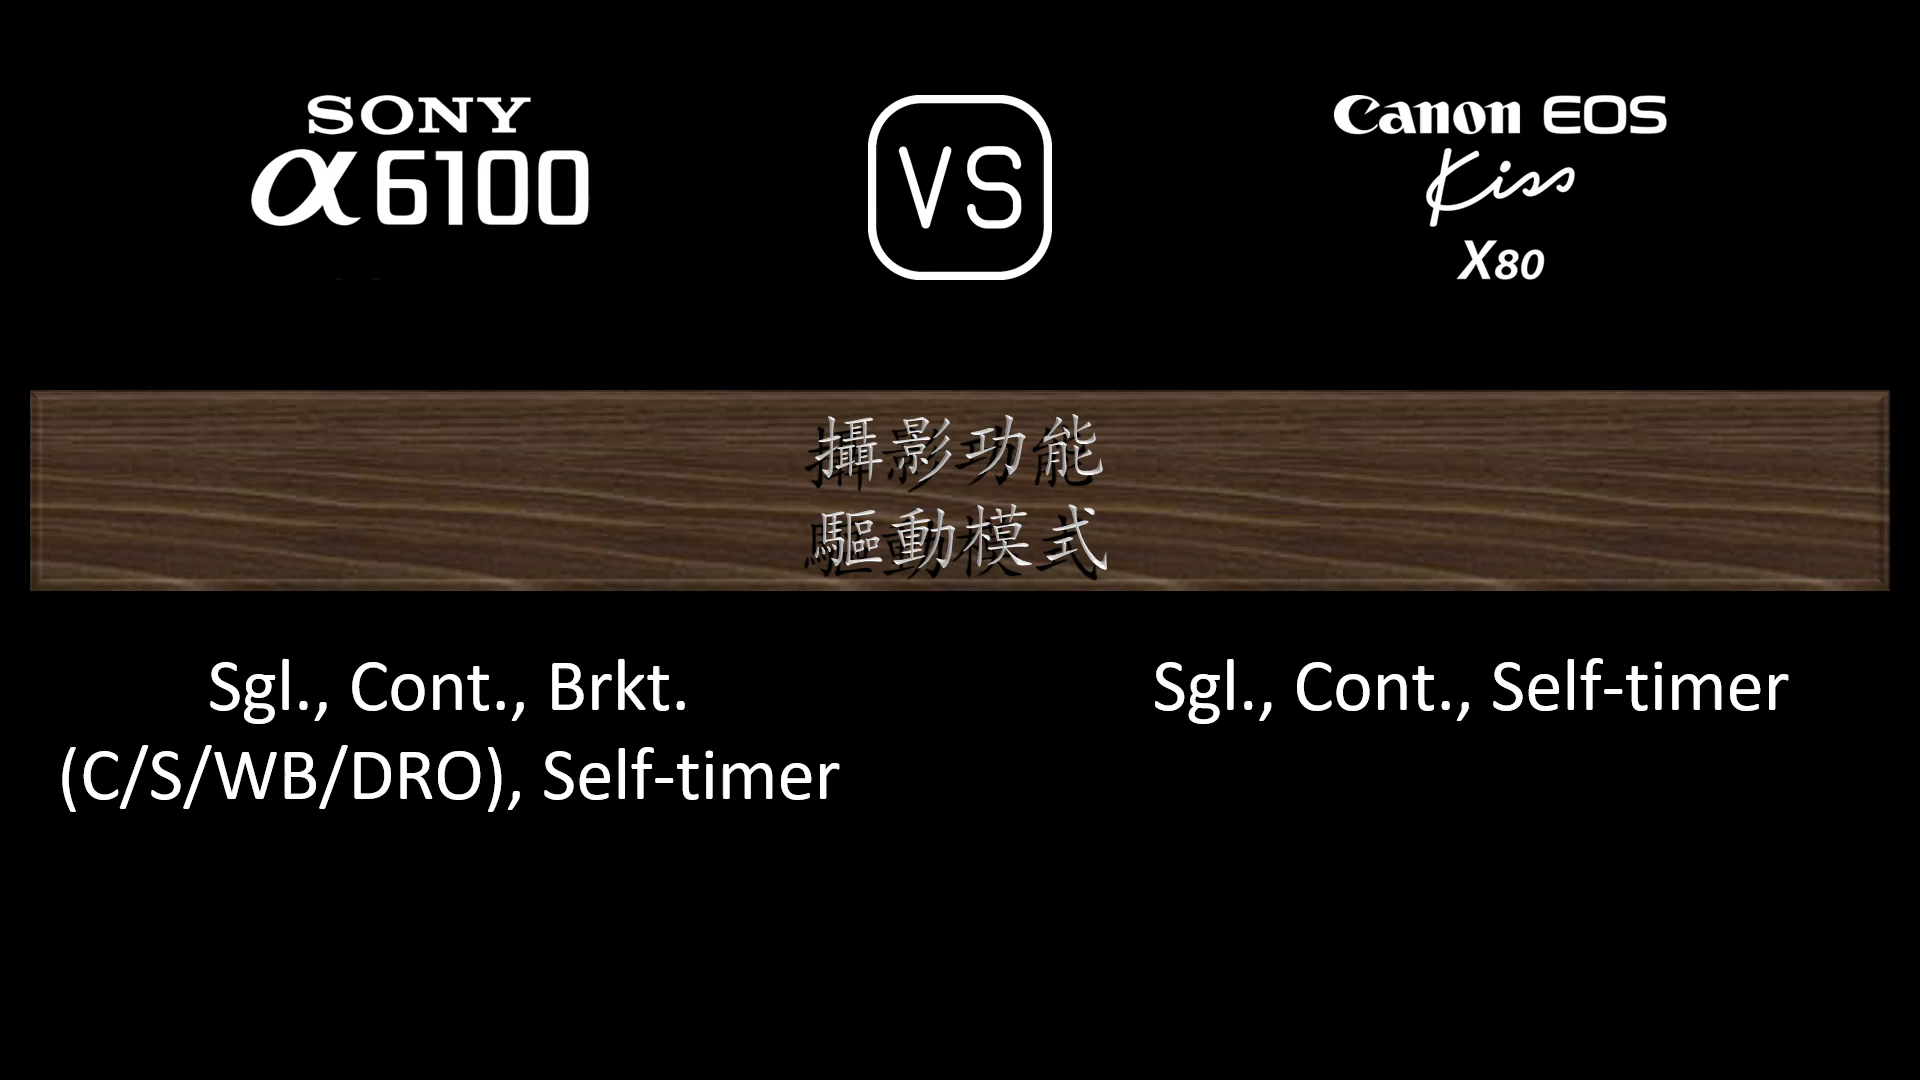 SONY
α6100
VS
Canon EOS
Kiss
X80
攝影功能
驅動模式
Sgl., Cont., Brkt.
(C/S/WB/DRO), Self-timer
Sgl., Cont., Self-timer